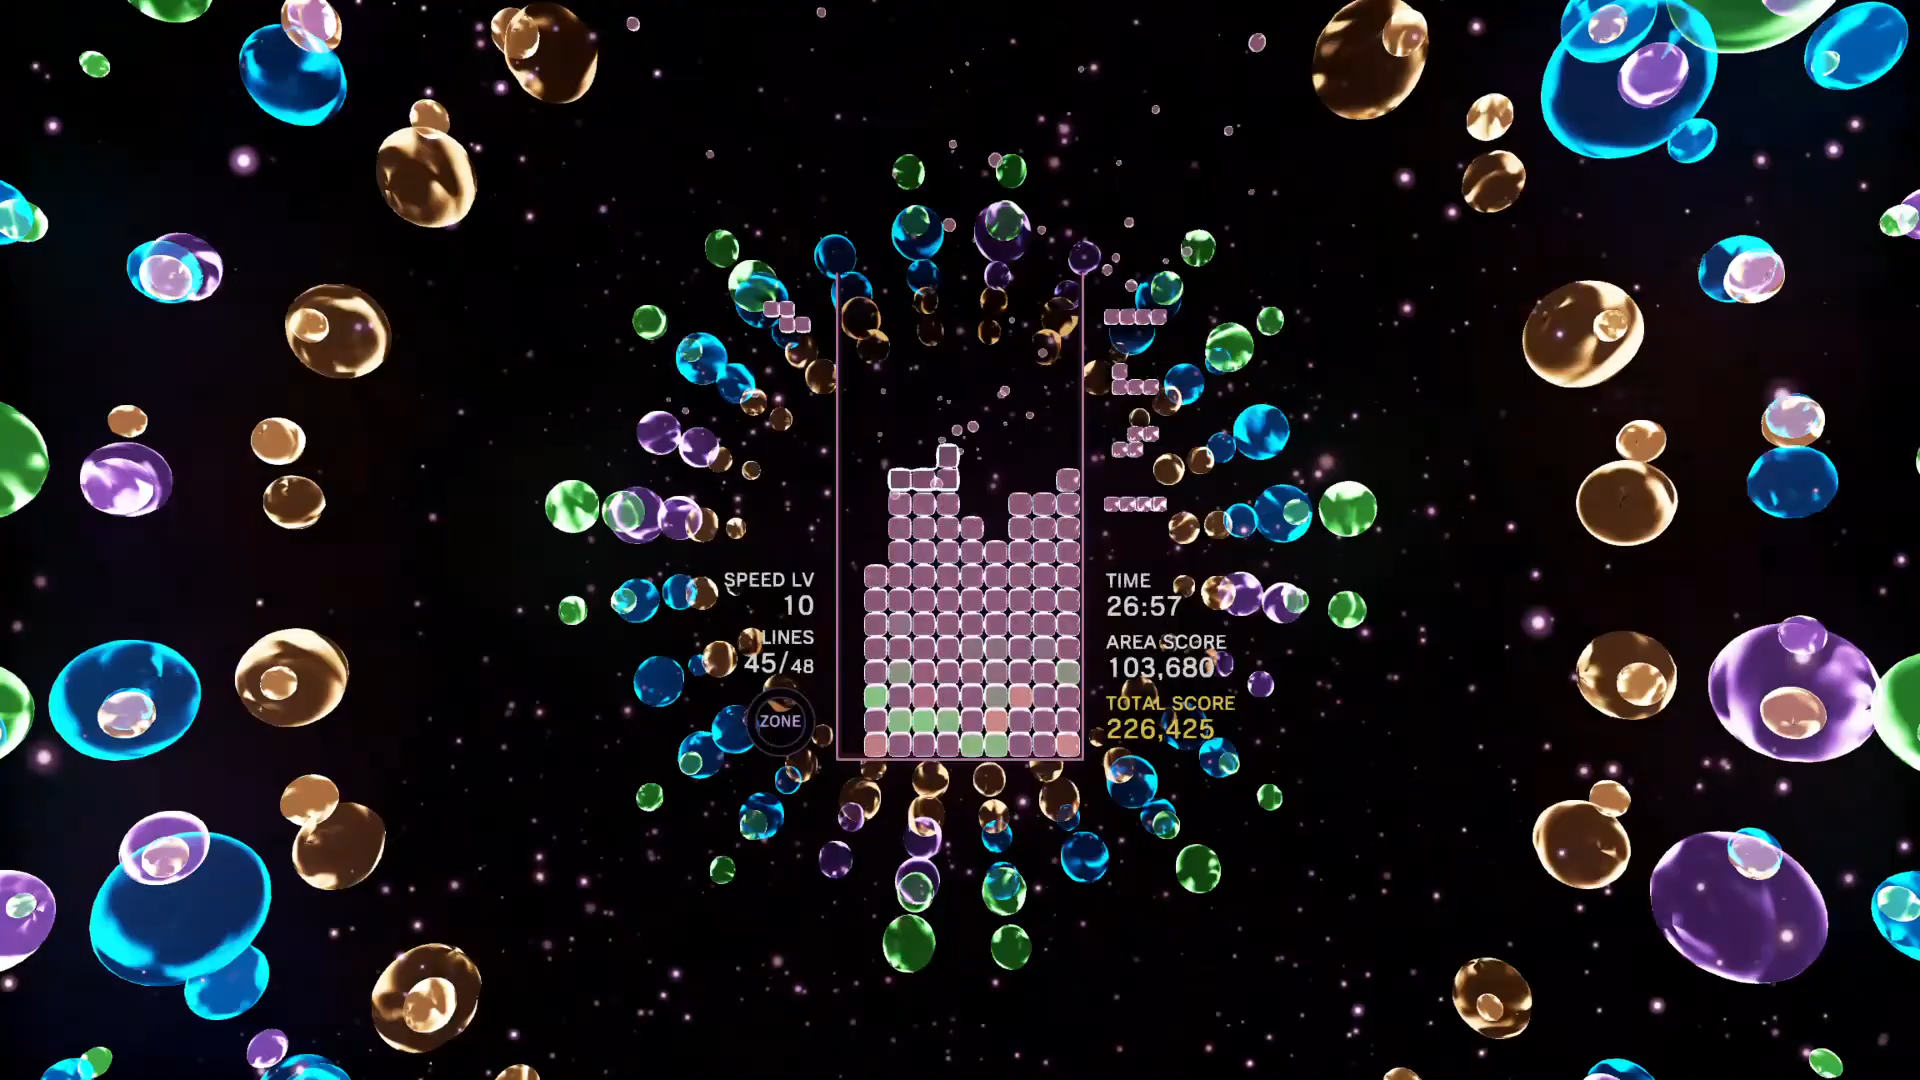 SPEED LV
10
LINES
45/48
ZONE
TIME
26:57
AREA SCORE
103,680
TOTAL SCORE
226,425